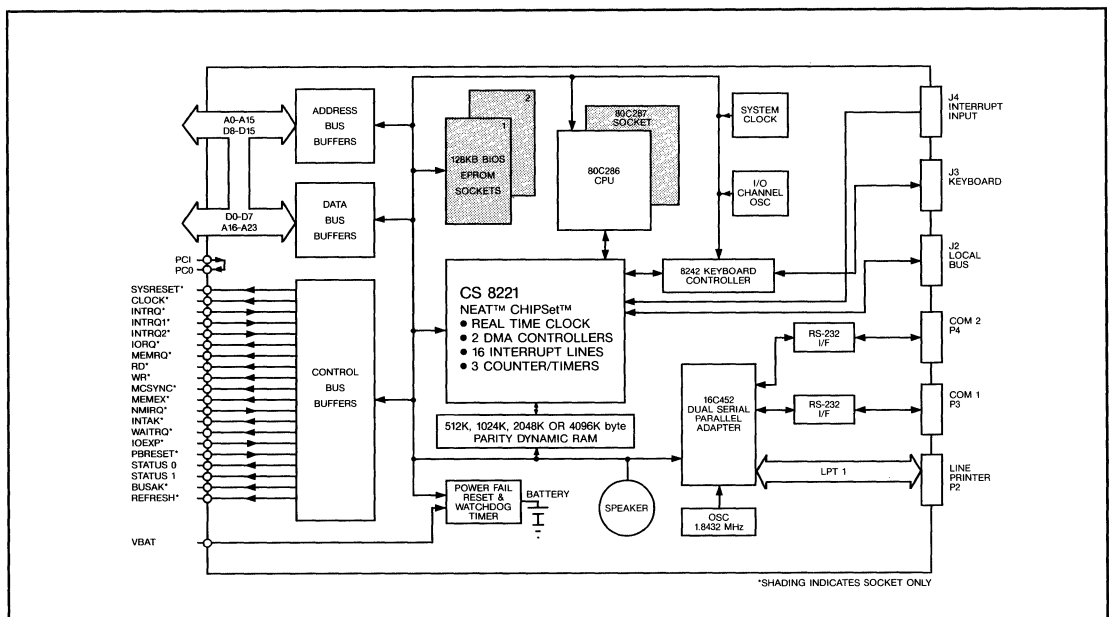 A0-A15
D8-D15
ADDRESS
BUS
BUFFERS
D0-D7
A16-A23
DATA
BUS
BUFFERS
PCI
PC0
SYSRESET*
CLOCK*
INTRQ*
INTRQ1*
INTRQ2*
IORQ*
MEMRQ*
RD*
WR*
MCSYNC*
MEMEX*
NMIRQ*
INTAK*
WAITRQ*
IOEXP*
PBRESET*
STATUS 0
STATUS 1
BUSAK*
REFRESH*
VBAT
CONTROL
BUS
BUFFERS
2
1
128KB BIOS
EPROM
SOCKETS
80C287
SOCKET
80C286
CPU
SYSTEM
CLOCK
I/O
CHANNEL
OSC
8242 KEYBOARD
CONTROLLER
CS 8221
NEAT™ CHIPSet™
• REAL TIME CLOCK
• 2 DMA CONTROLLERS
• 16 INTERRUPT LINES
• 3 COUNTER/TIMERS
512K, 1024K, 2048K OR 4096K byte
PARITY DYNAMIC RAM
POWER FAIL
RESET &
WATCHDOG
TIMER
BATTERY
SPEAKER
16C452
DUAL SERIAL
PARALLEL
ADAPTER
OSC
1.8432 MHz
RS-232
I/F
RS-232
I/F
LPT 1
J4
INTERRUPT
INPUT
J3
KEYBOARD
J2
LOCAL
BUS
COM 2
P4
COM 1
P3
LINE
PRINTER
P2
*SHADING INDICATES SOCKET ONLY